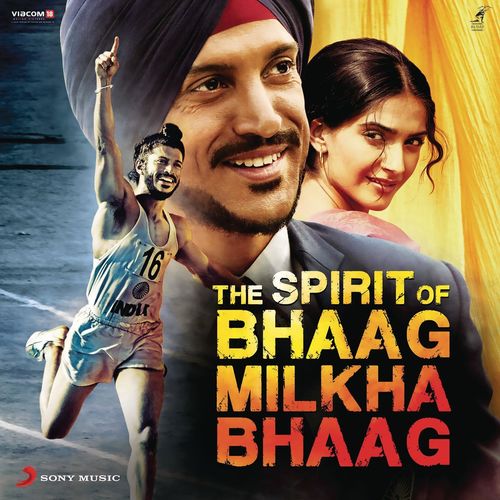 VIACOM 18
16
INDIA
THE SPIRIT OF
BHAAG
MILKHA
BHAAG
SONY MUSIC